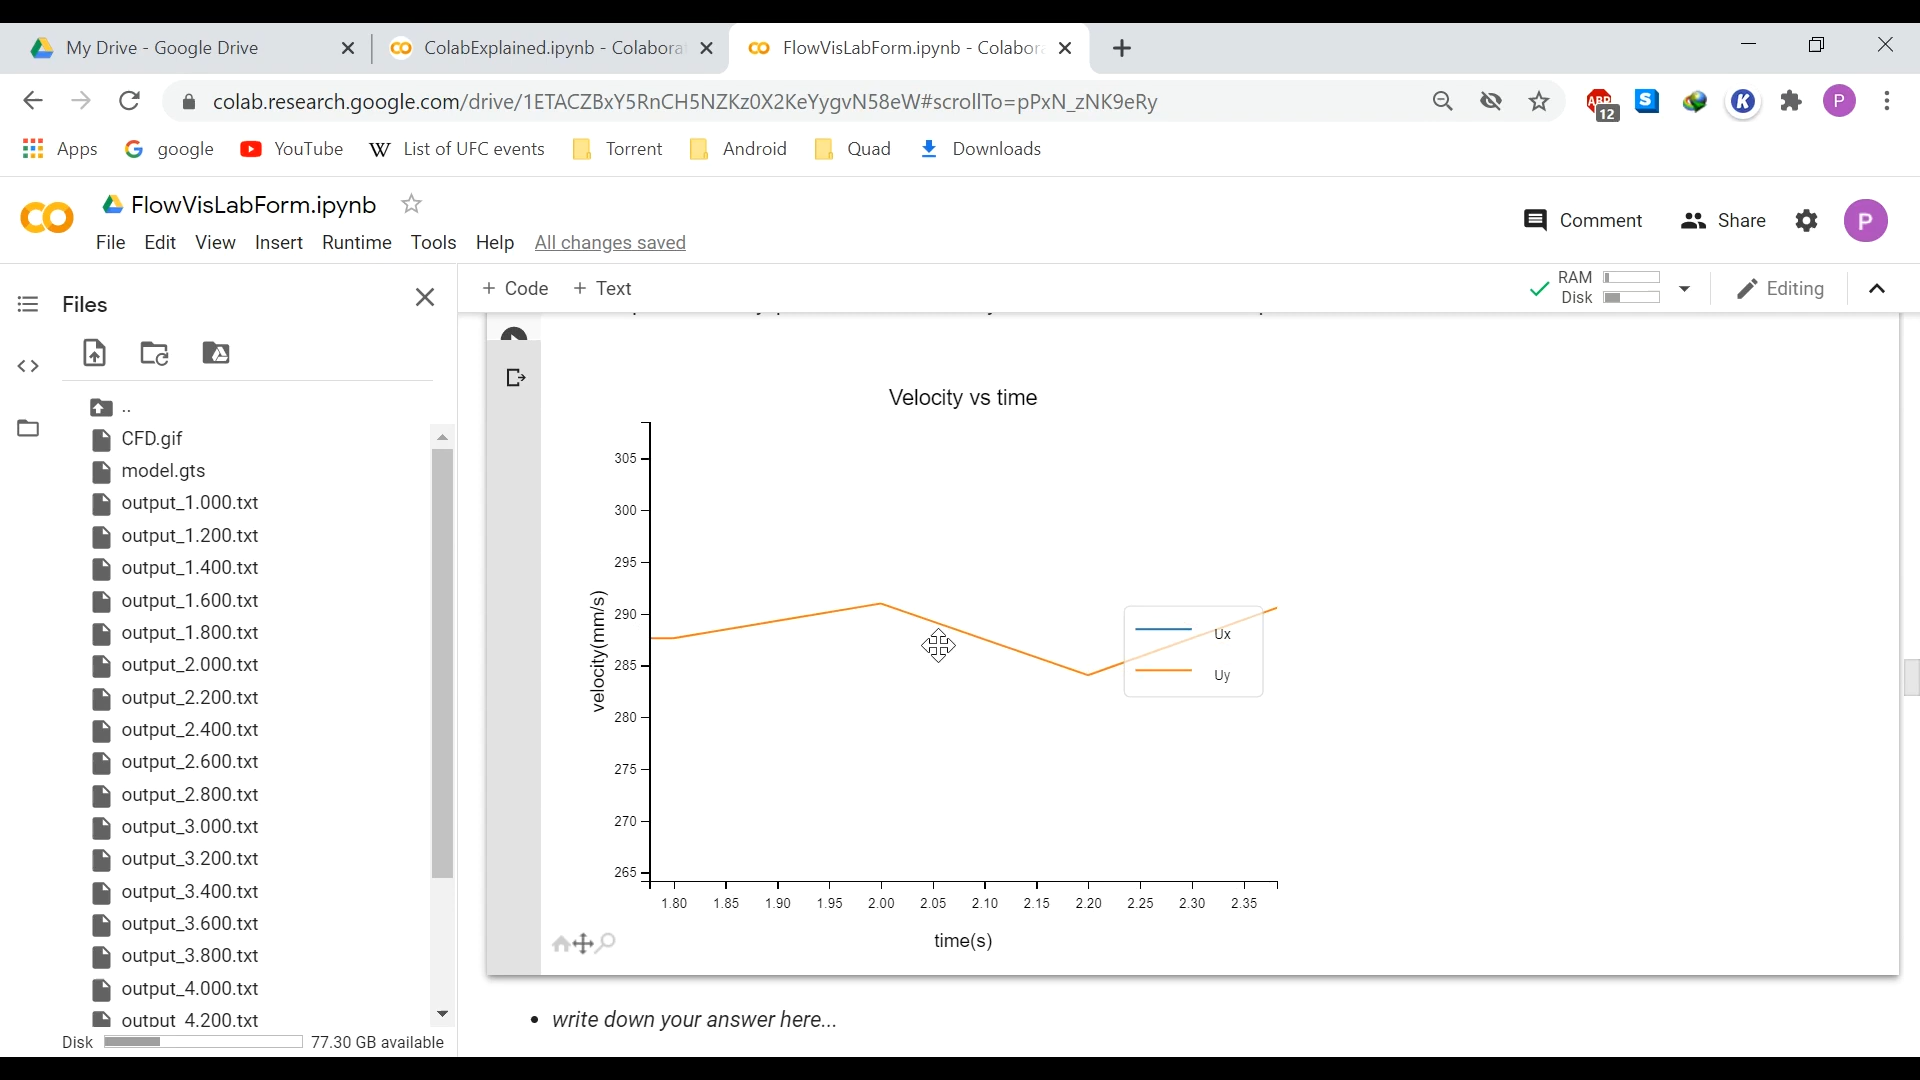 My Drive - Google Drive
ColabExplained.ipynb - Colabora
FlowVisLabForm.ipynb - Colabor
colab.research.google.com/drive/1ETACZBxY5RnCH5NZKz0X2KeYygvN58eW#scrollTo=pPxN_zNK9eRy
ABP
12
S
K
P
Apps
google
YouTube
W List of UFC events
Torrent
Android
Quad
Downloads
FlowVisLabForm.ipynb
File Edit View Insert Runtime Tools Help All changes saved
Comment
Share
P
Files
+ Code + Text
RAM
Disk
Editing
..
CFD.gif
model.gts
output_1.000.txt
output_1.200.txt
output_1.400.txt
output_1.600.txt
output_1.800.txt
output_2.000.txt
output_2.200.txt
output_2.400.txt
output_2.600.txt
output_2.800.txt
output_3.000.txt
output_3.200.txt
output_3.400.txt
output_3.600.txt
output_3.800.txt
output_4.000.txt
output_4.200.txt
Disk
77.30 GB available
Velocity vs time
305
300
295
290
285
280
275
270
265
velocity(mm/s)
Ux
Uy
1.80 1.85 1.90 1.95 2.00 2.05 2.10 2.15 2.20 2.25 2.30 2.35
time(s)
• write down your answer here...